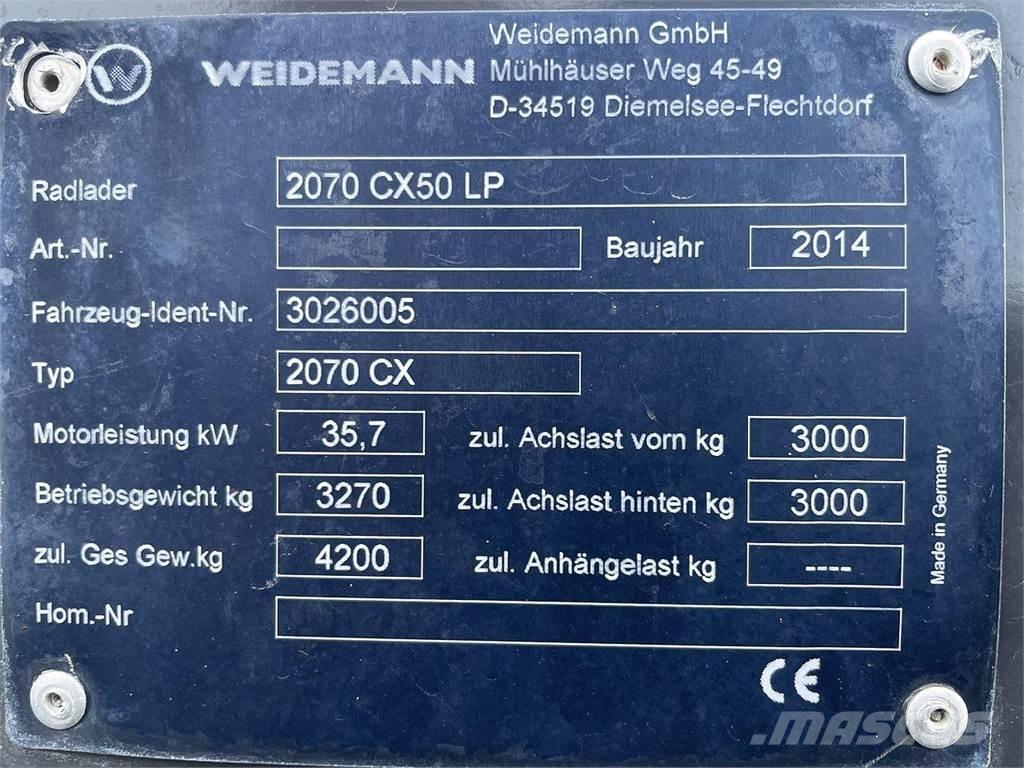 W WEIDEMANN
Weidemann GmbH
Mühlhäuser Weg 45-49
D-34519 Diemelsee-Flechtdorf
Radlader 2070 CX50 LP
Art.-Nr. Baujahr 2014
Fahrzeug-Ident-Nr. 3026005
Typ 2070 CX
Motorleistung kW 35,7 zul. Achslast vorn kg 3000
Betriebsgewicht kg 3270 zul. Achslast hinten kg 3000
zul. Ges Gew.kg 4200 zul. Anhängelast kg ----
Hom.-Nr
Made in Germany
CE
MASCUS